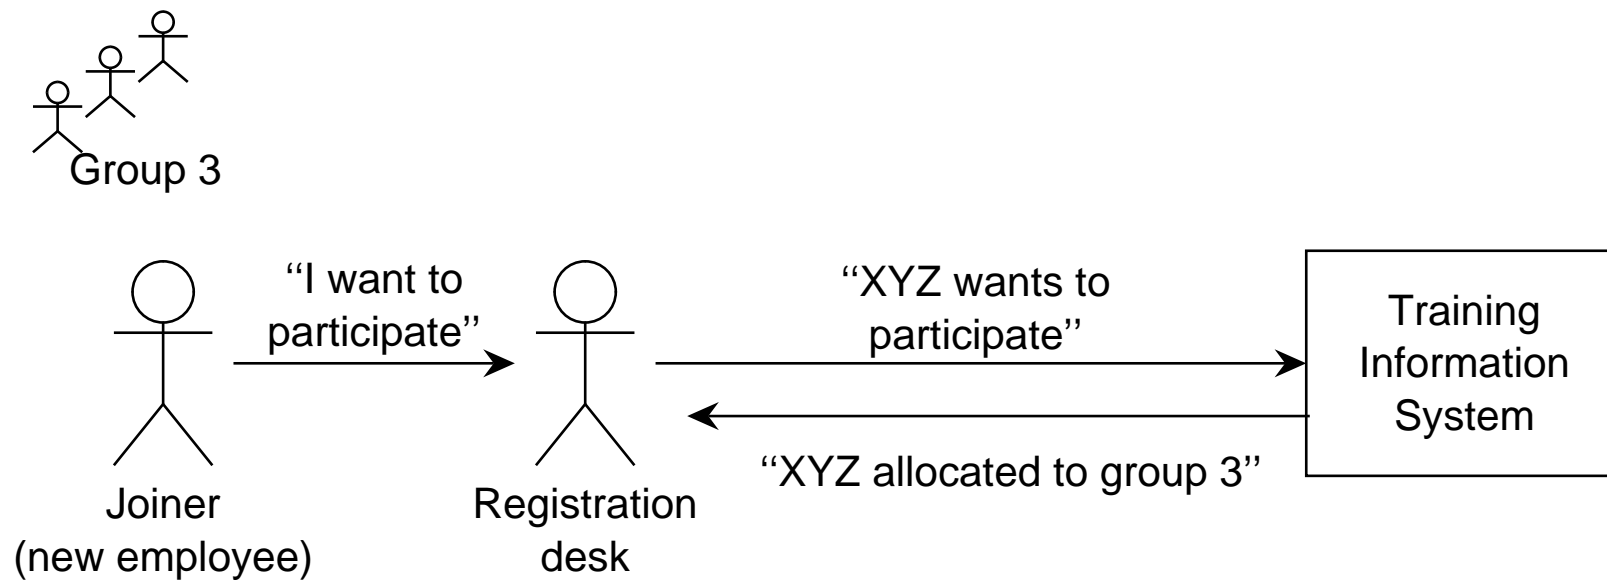 Group 3
‘‘I want to
participate’’
‘‘XYZ wants to
participate’’
Training
Information
System
‘‘XYZ allocated to group 3’’
Joiner
(new employee)
Registration
desk